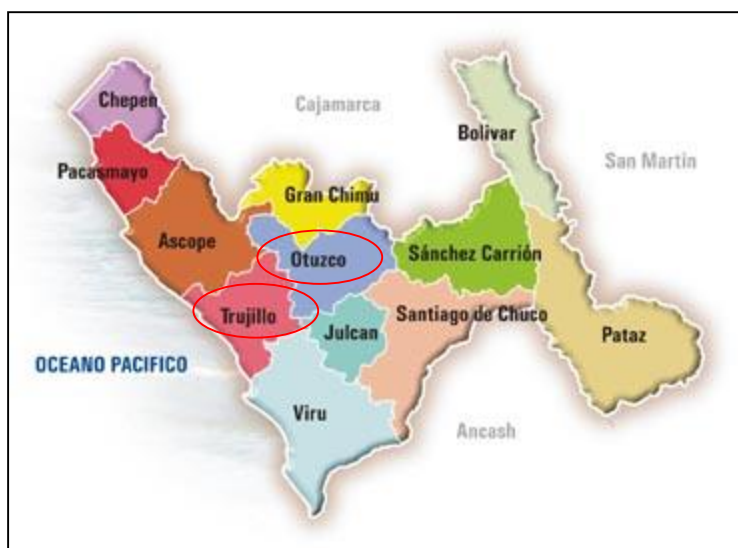 Chepen
Cajamarca
Bolivar
San Martin
Pacasmayo
Gran Chimu
Ascope
Otuzco
Sánchez Carrión
Trujillo
Santiago de Chuco
Julcan
Pataz
OCEANO PACIFICO
Viru
Ancash